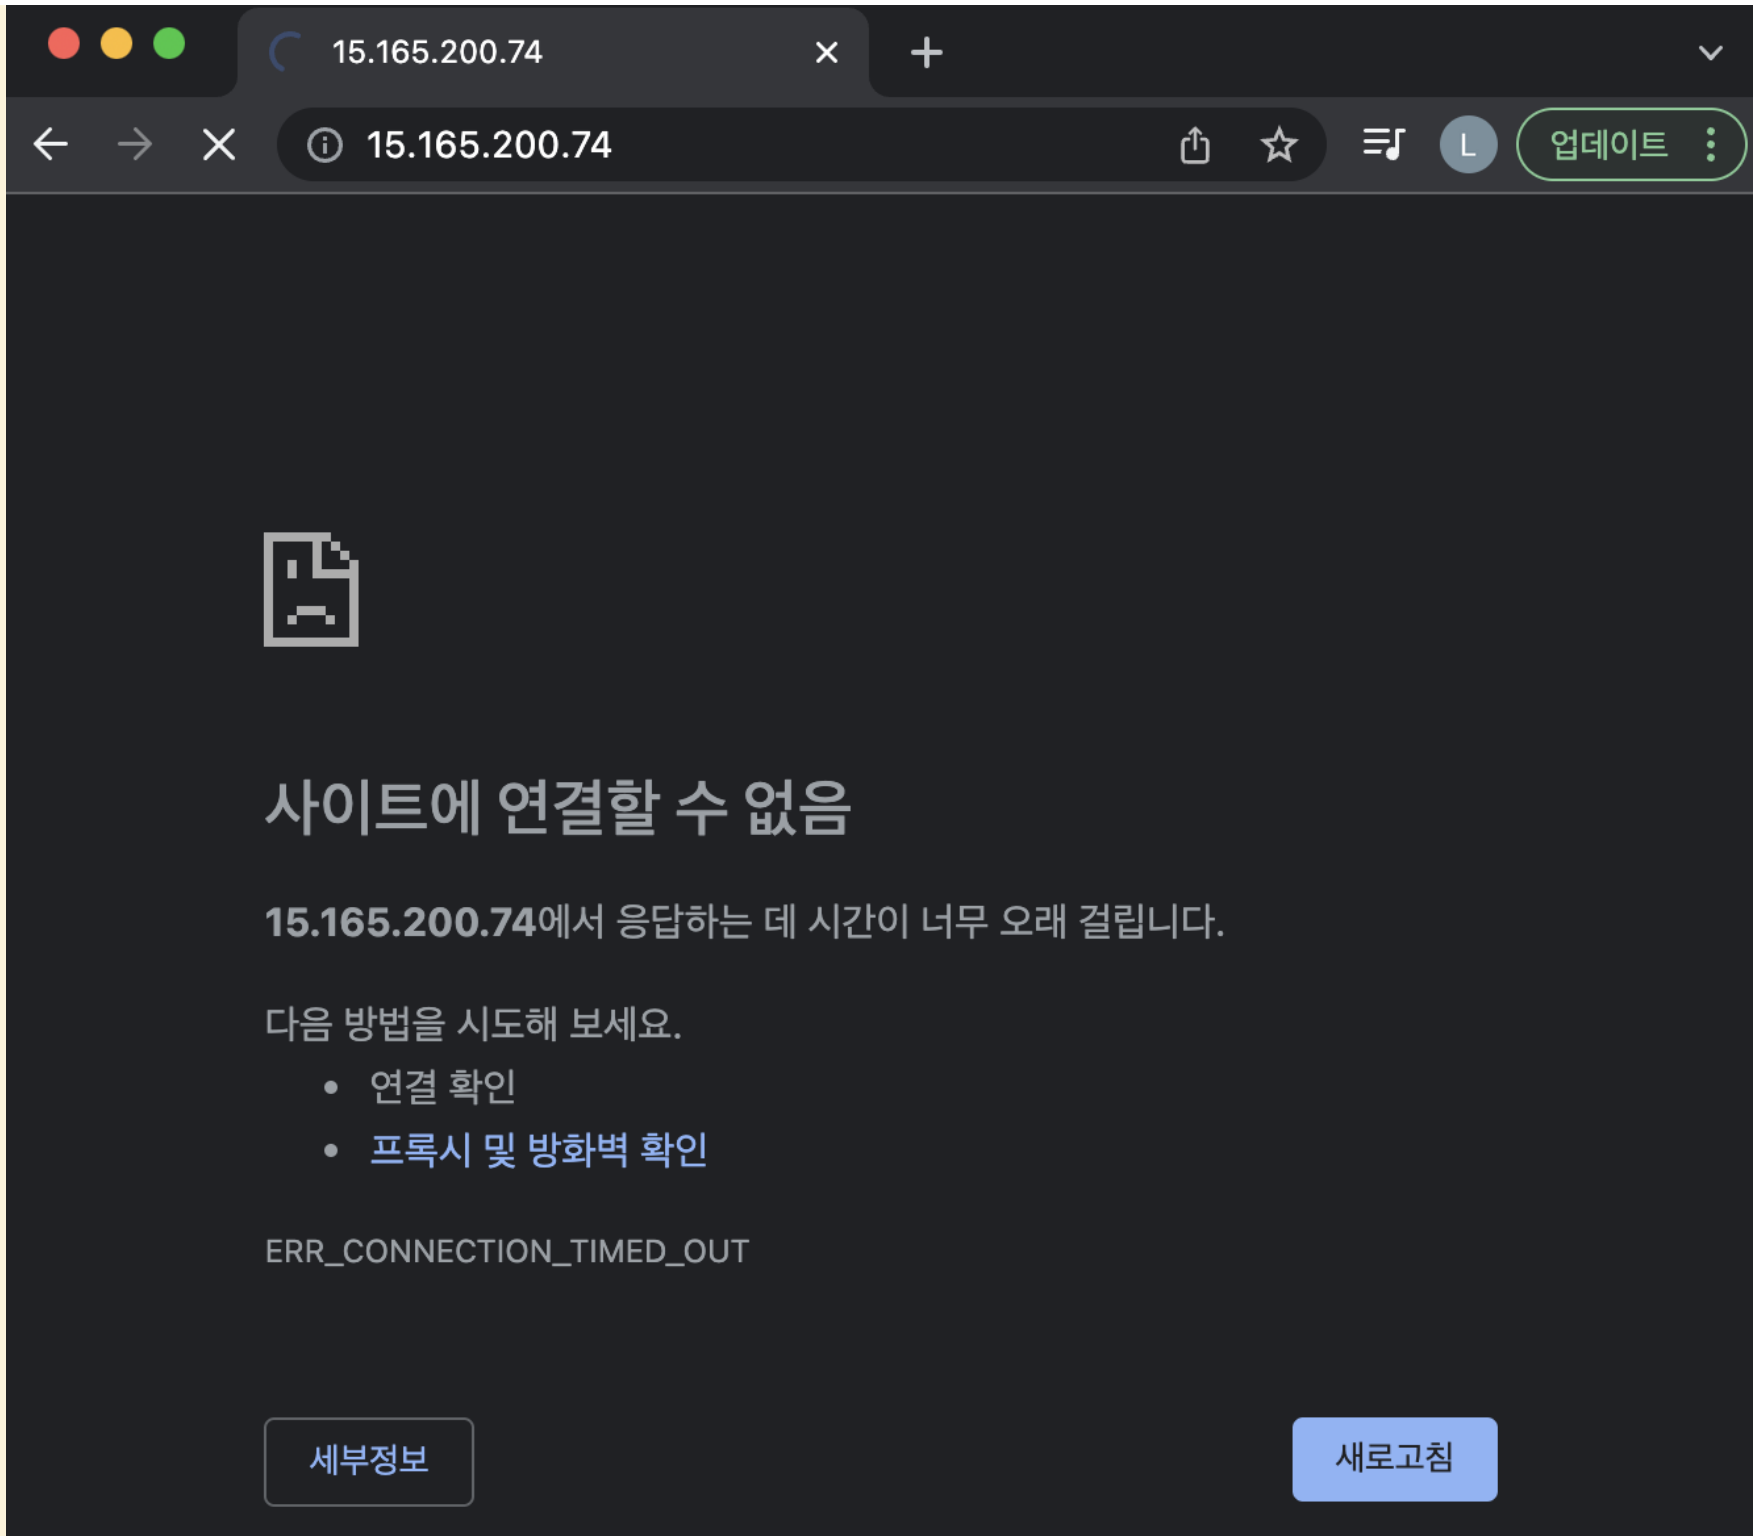 15.165.200.74
15.165.200.74
L
업데이트
사이트에 연결할 수 없음
15.165.200.74에서 응답하는 데 시간이 너무 오래 걸립니다.
다음 방법을 시도해 보세요.
• 연결 확인
• 프록시 및 방화벽 확인
ERR_CONNECTION_TIMED_OUT
세부정보
새로고침